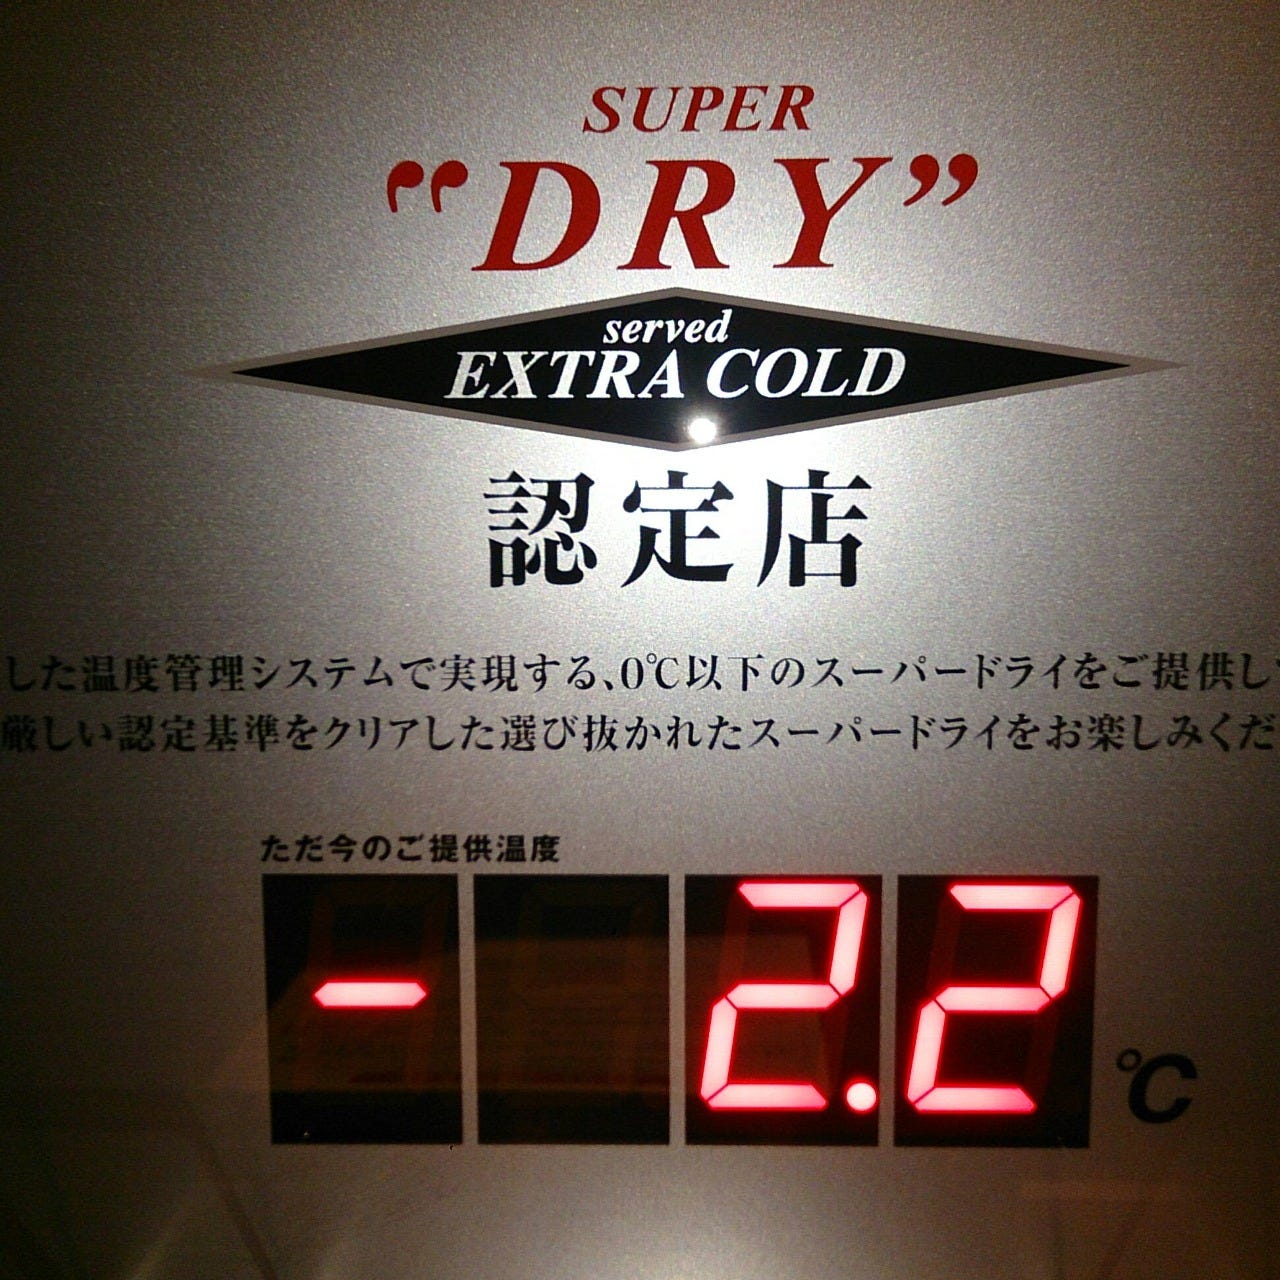 SUPER
“DRY”
served
EXTRA COLD
認定店
した温度管理システムで実現する、0℃以下のスーパードライをご提供し
厳しい認定基準をクリアした選び抜かれたスーパードライをお楽しみくだ
ただ今のご提供温度
-2.2℃